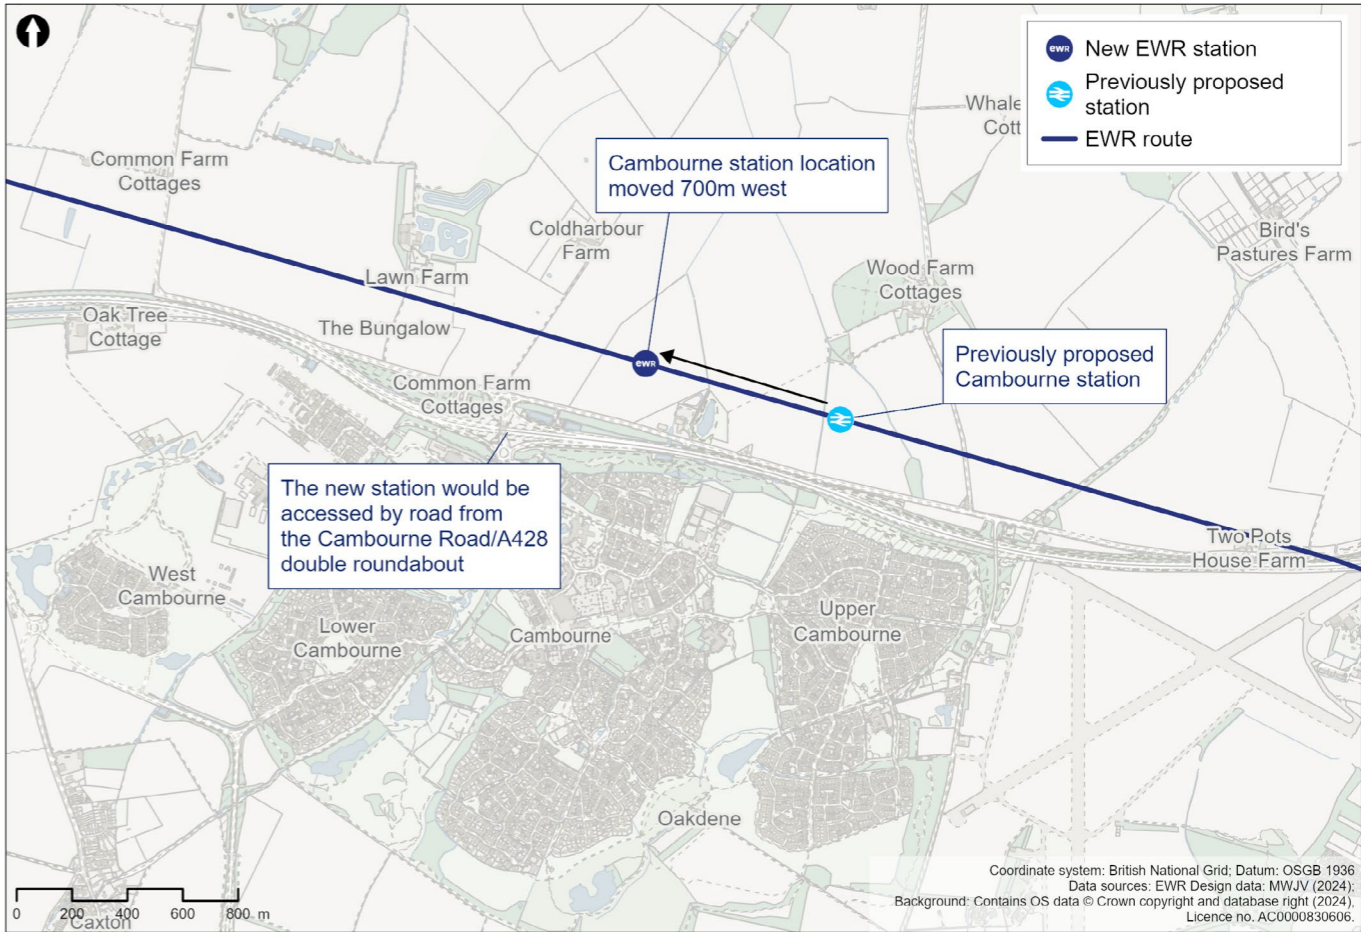 New EWR station
Previously proposed
station
EWR route
ewr
Whale
Cott
Common Farm
Cottages
Cambourne station location
moved 700m west
Coldharbour
Farm
Bird's
Pastures Farm
Lawn Farm
Wood Farm
Cottages
Oak Tree
Cottage
The Bungalow
ewr
Previously proposed
Cambourne station
Common Farm
Cottages
The new station would be
accessed by road from
the Cambourne Road/A428
double roundabout
Two Pots
House Farm
West
Cambourne
Lower
Cambourne
Cambourne
Upper
Cambourne
Oakdene
0 200 400 600 800 m
Caxton
Coordinate system: British National Grid; Datum: OSGB 1936
Data sources: EWR Design data: MWJV (2024);
Background: Contains OS data © Crown copyright and database right (2024),
Licence no. AC0000830606.